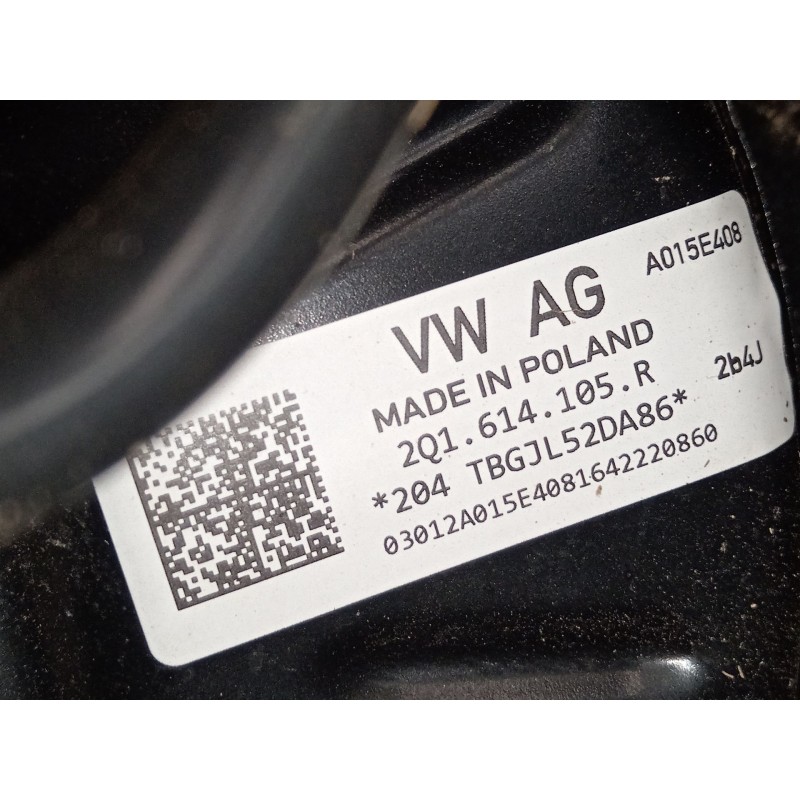 A015E408
VW AG
MADE IN POLAND
2Q1.614.105.R
2b4J
*204 TBGJL52DA86*
03012A015E4081642220860